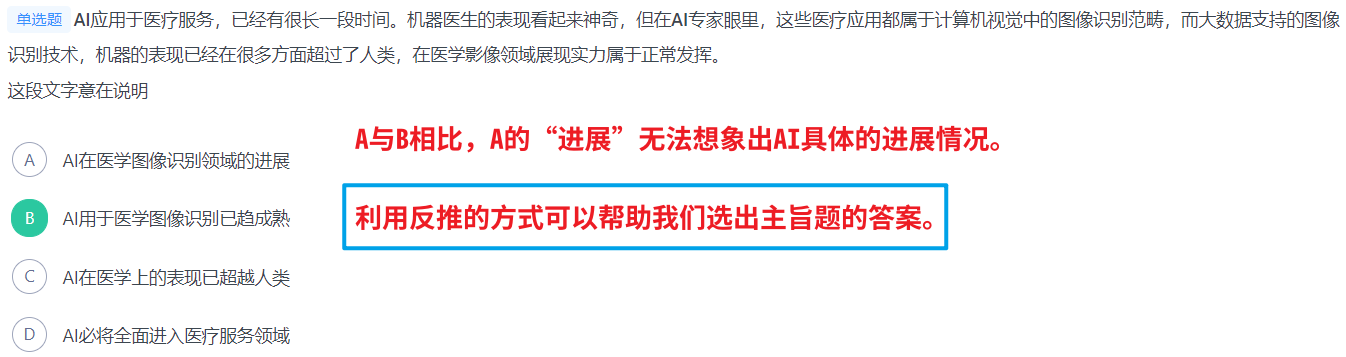 单选题 AI应用于医疗服务，已经有很长一段时间。机器医生的表现看起来神奇，但在AI专家眼里，这些医疗应用都属于计算机视觉中的图像识别范畴，而大数据支持的图像
识别技术，机器的表现已经在很多方面超过了人类，在医学影像领域展现实力属于正常发挥。
这段文字意在说明
A与B相比，A的“进展”无法想象出AI具体的进展情况。
A AI在医学图像识别领域的进展
B AI用于医学图像识别已趋成熟
利用反推的方式可以帮助我们选出主旨题的答案。
C AI在医学上的表现已超越人类
D AI必将全面进入医疗服务领域